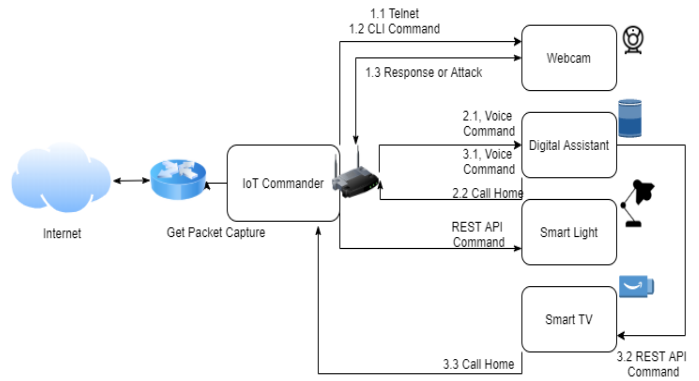 1.1 Telnet
1.2 CLI Command
Webcam
1.3 Response or Attack
2.1, Voice
Command
3.1, Voice
Command
Digital Assistant
IoT Commander
2.2 Call Home
Internet
Get Packet Capture
REST API
Command
Smart Light
Smart TV
3.3 Call Home
3.2 REST API
Command